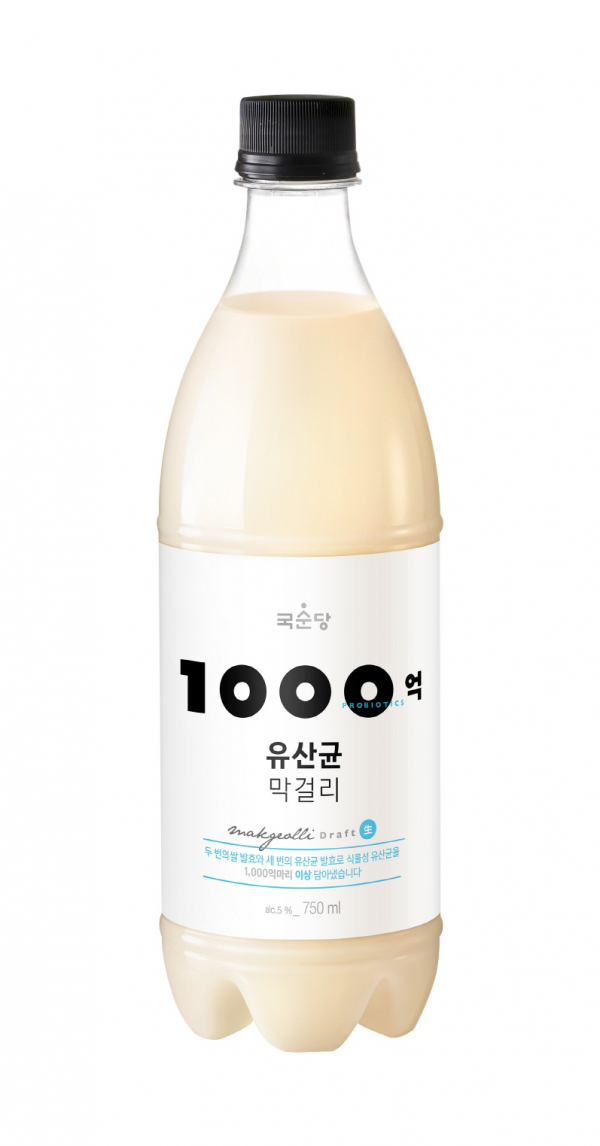 국순당
1000억
PROBIOTICS
유산균
막걸리
makgeolli Draft 生
두 번의 쌀 발효와 세 번의 유산균 발효로 식물성 유산균을
1,000억마리 이상 담아냈습니다
alc.5 %_ 750 ml